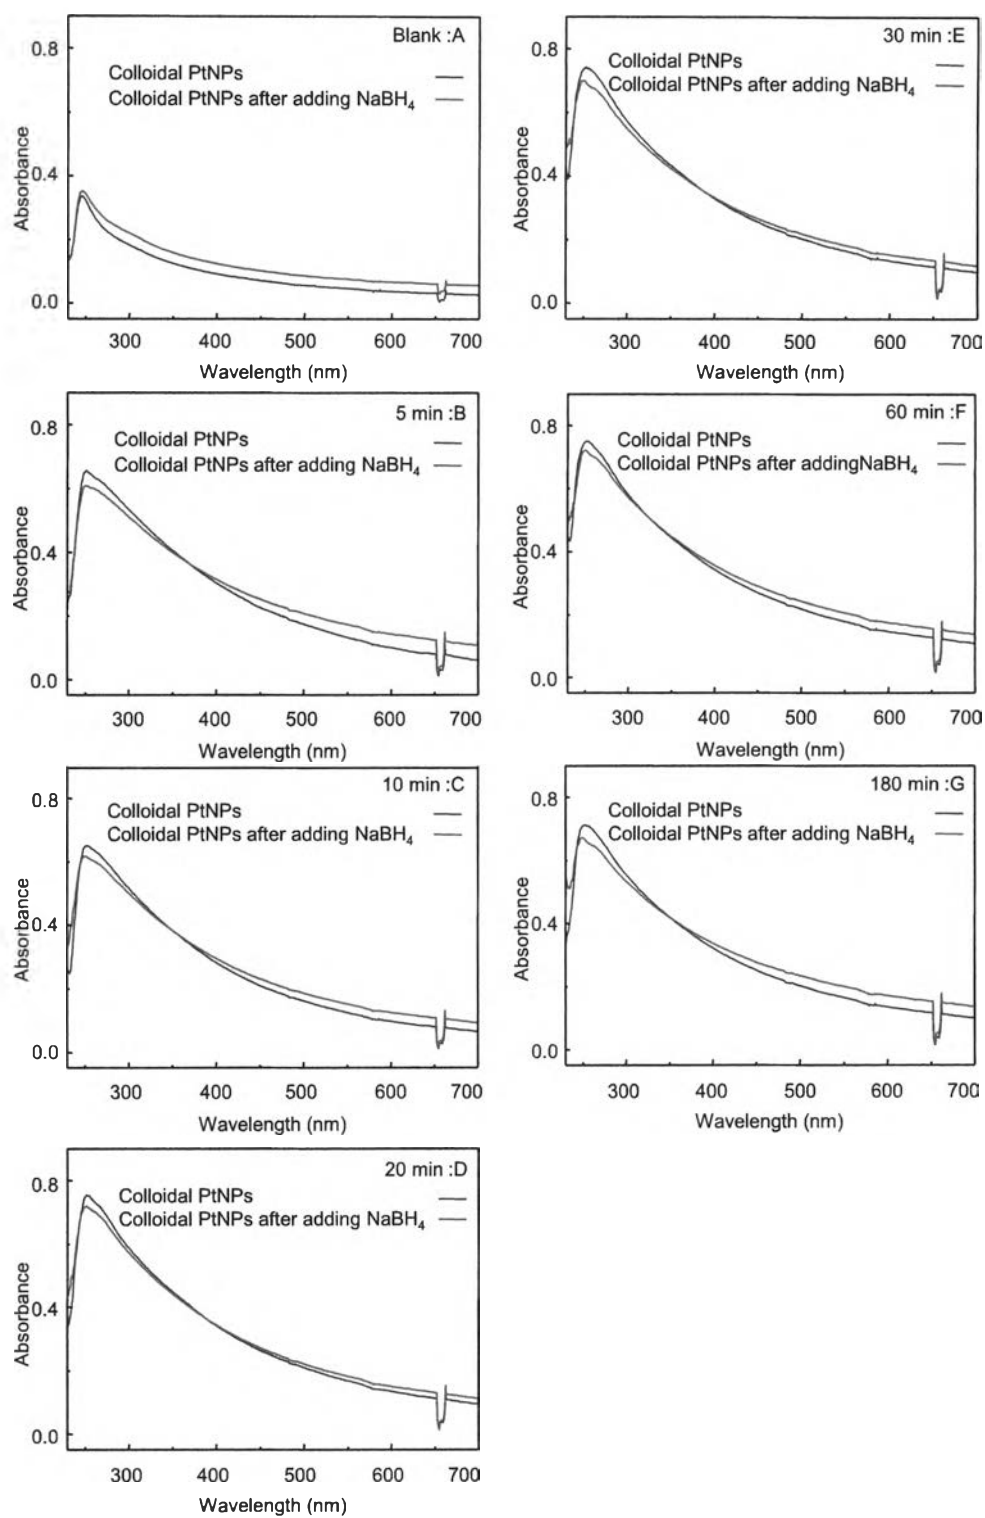 Blank :A
Colloidal PtNPs
Colloidal PtNPs after adding NaBH₄
0.8
0.4
0.0
Absorbance
300 400 500 600 700
Wavelength (nm)
30 min :E
Colloidal PtNPs
Colloidal PtNPs after adding NaBH₄
0.8
0.4
0.0
Absorbance
300 400 500 600 700
Wavelength (nm)
5 min :B
Colloidal PtNPs
Colloidal PtNPs after adding NaBH₄
0.8
0.4
0.0
Absorbance
300 400 500 600 700
Wavelength (nm)
60 min :F
Colloidal PtNPs
Colloidal PtNPs after addingNaBH₄
0.8
0.4
0.0
Absorbance
300 400 500 600 700
Wavelength (nm)
10 min :C
Colloidal PtNPs
Colloidal PtNPs after adding NaBH₄
0.8
0.4
0.0
Absorbance
300 400 500 600 700
Wavelength (nm)
180 min :G
Colloidal PtNPs
Colloidal PtNPs after adding NaBH₄
0.8
0.4
0.0
Absorbance
300 400 500 600 700
Wavelength (nm)
20 min :D
Colloidal PtNPs
Colloidal PtNPs after adding NaBH₄
0.8
0.4
0.0
Absorbance
300 400 500 600 700
Wavelength (nm)